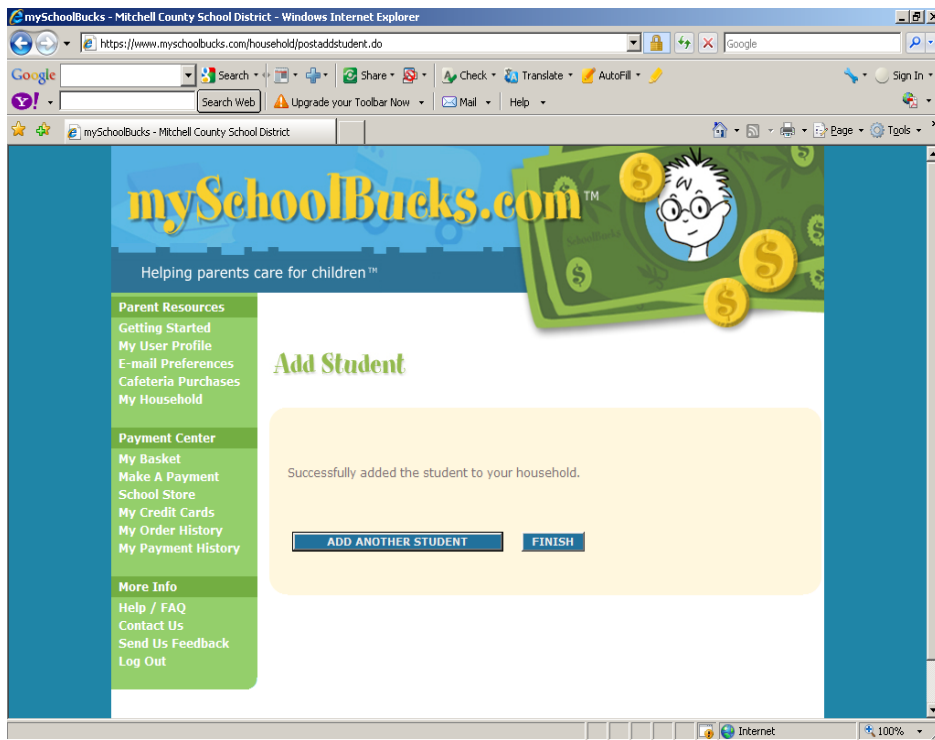 mySchoolBucks - Mitchell County School District - Windows Internet Explorer
https://www.myschoolbucks.com/household/postaddstudent.do
Google
Google Search Share Check Translate AutoFill Sign In
Y! Search Web Upgrade your Toolbar Now Mail Help
mySchoolBucks - Mitchell County School District Page Tools
mySchoolBucks.com™
Helping parents care for children™
Parent Resources
Getting Started
My User Profile
E-mail Preferences
Cafeteria Purchases
My Household
Add Student
Payment Center
My Basket
Make A Payment
School Store
My Credit Cards
My Order History
My Payment History
Successfully added the student to your household.
ADD ANOTHER STUDENT FINISH
More Info
Help / FAQ
Contact Us
Send Us Feedback
Log Out
Internet 100%